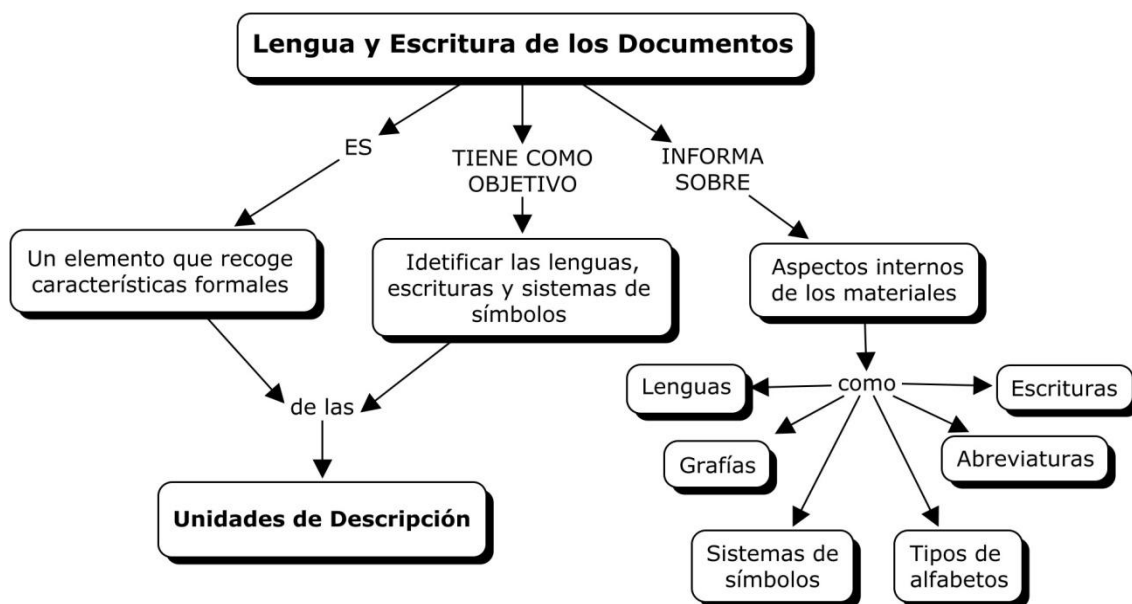 Lengua y Escritura de los Documentos
ES
TIENE COMO
OBJETIVO
INFORMA
SOBRE
Un elemento que recoge
características formales
Idetificar las lenguas,
escrituras y sistemas de
símbolos
Aspectos internos
de los materiales
de las
Unidades de Descripción
como
Lenguas
Escrituras
Grafías
Abreviaturas
Sistemas de
símbolos
Tipos de
alfabetos